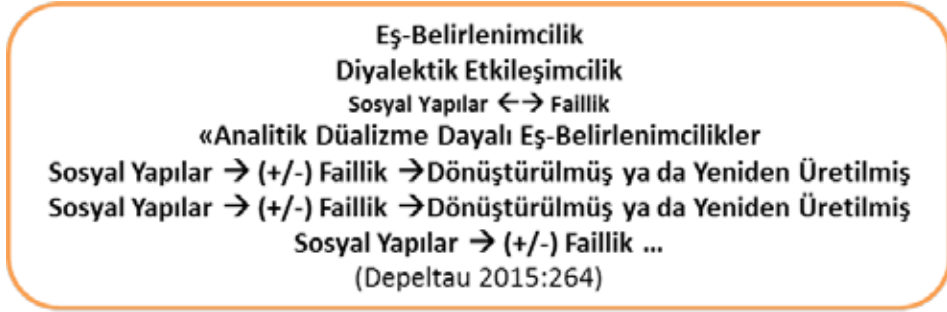 Eş-Belirlenimcilik
Diyalektik Etkileşimcilik
Sosyal Yapılar ←→ Faillik
«Analitik Düalizme Dayalı Eş-Belirlenimcilikler
Sosyal Yapılar → (+/-) Faillik →Dönüştürülmüş ya da Yeniden Üretilmiş
Sosyal Yapılar → (+/-) Faillik →Dönüştürülmüş ya da Yeniden Üretilmiş
Sosyal Yapılar → (+/-) Faillik ...
(Depeltau 2015:264)